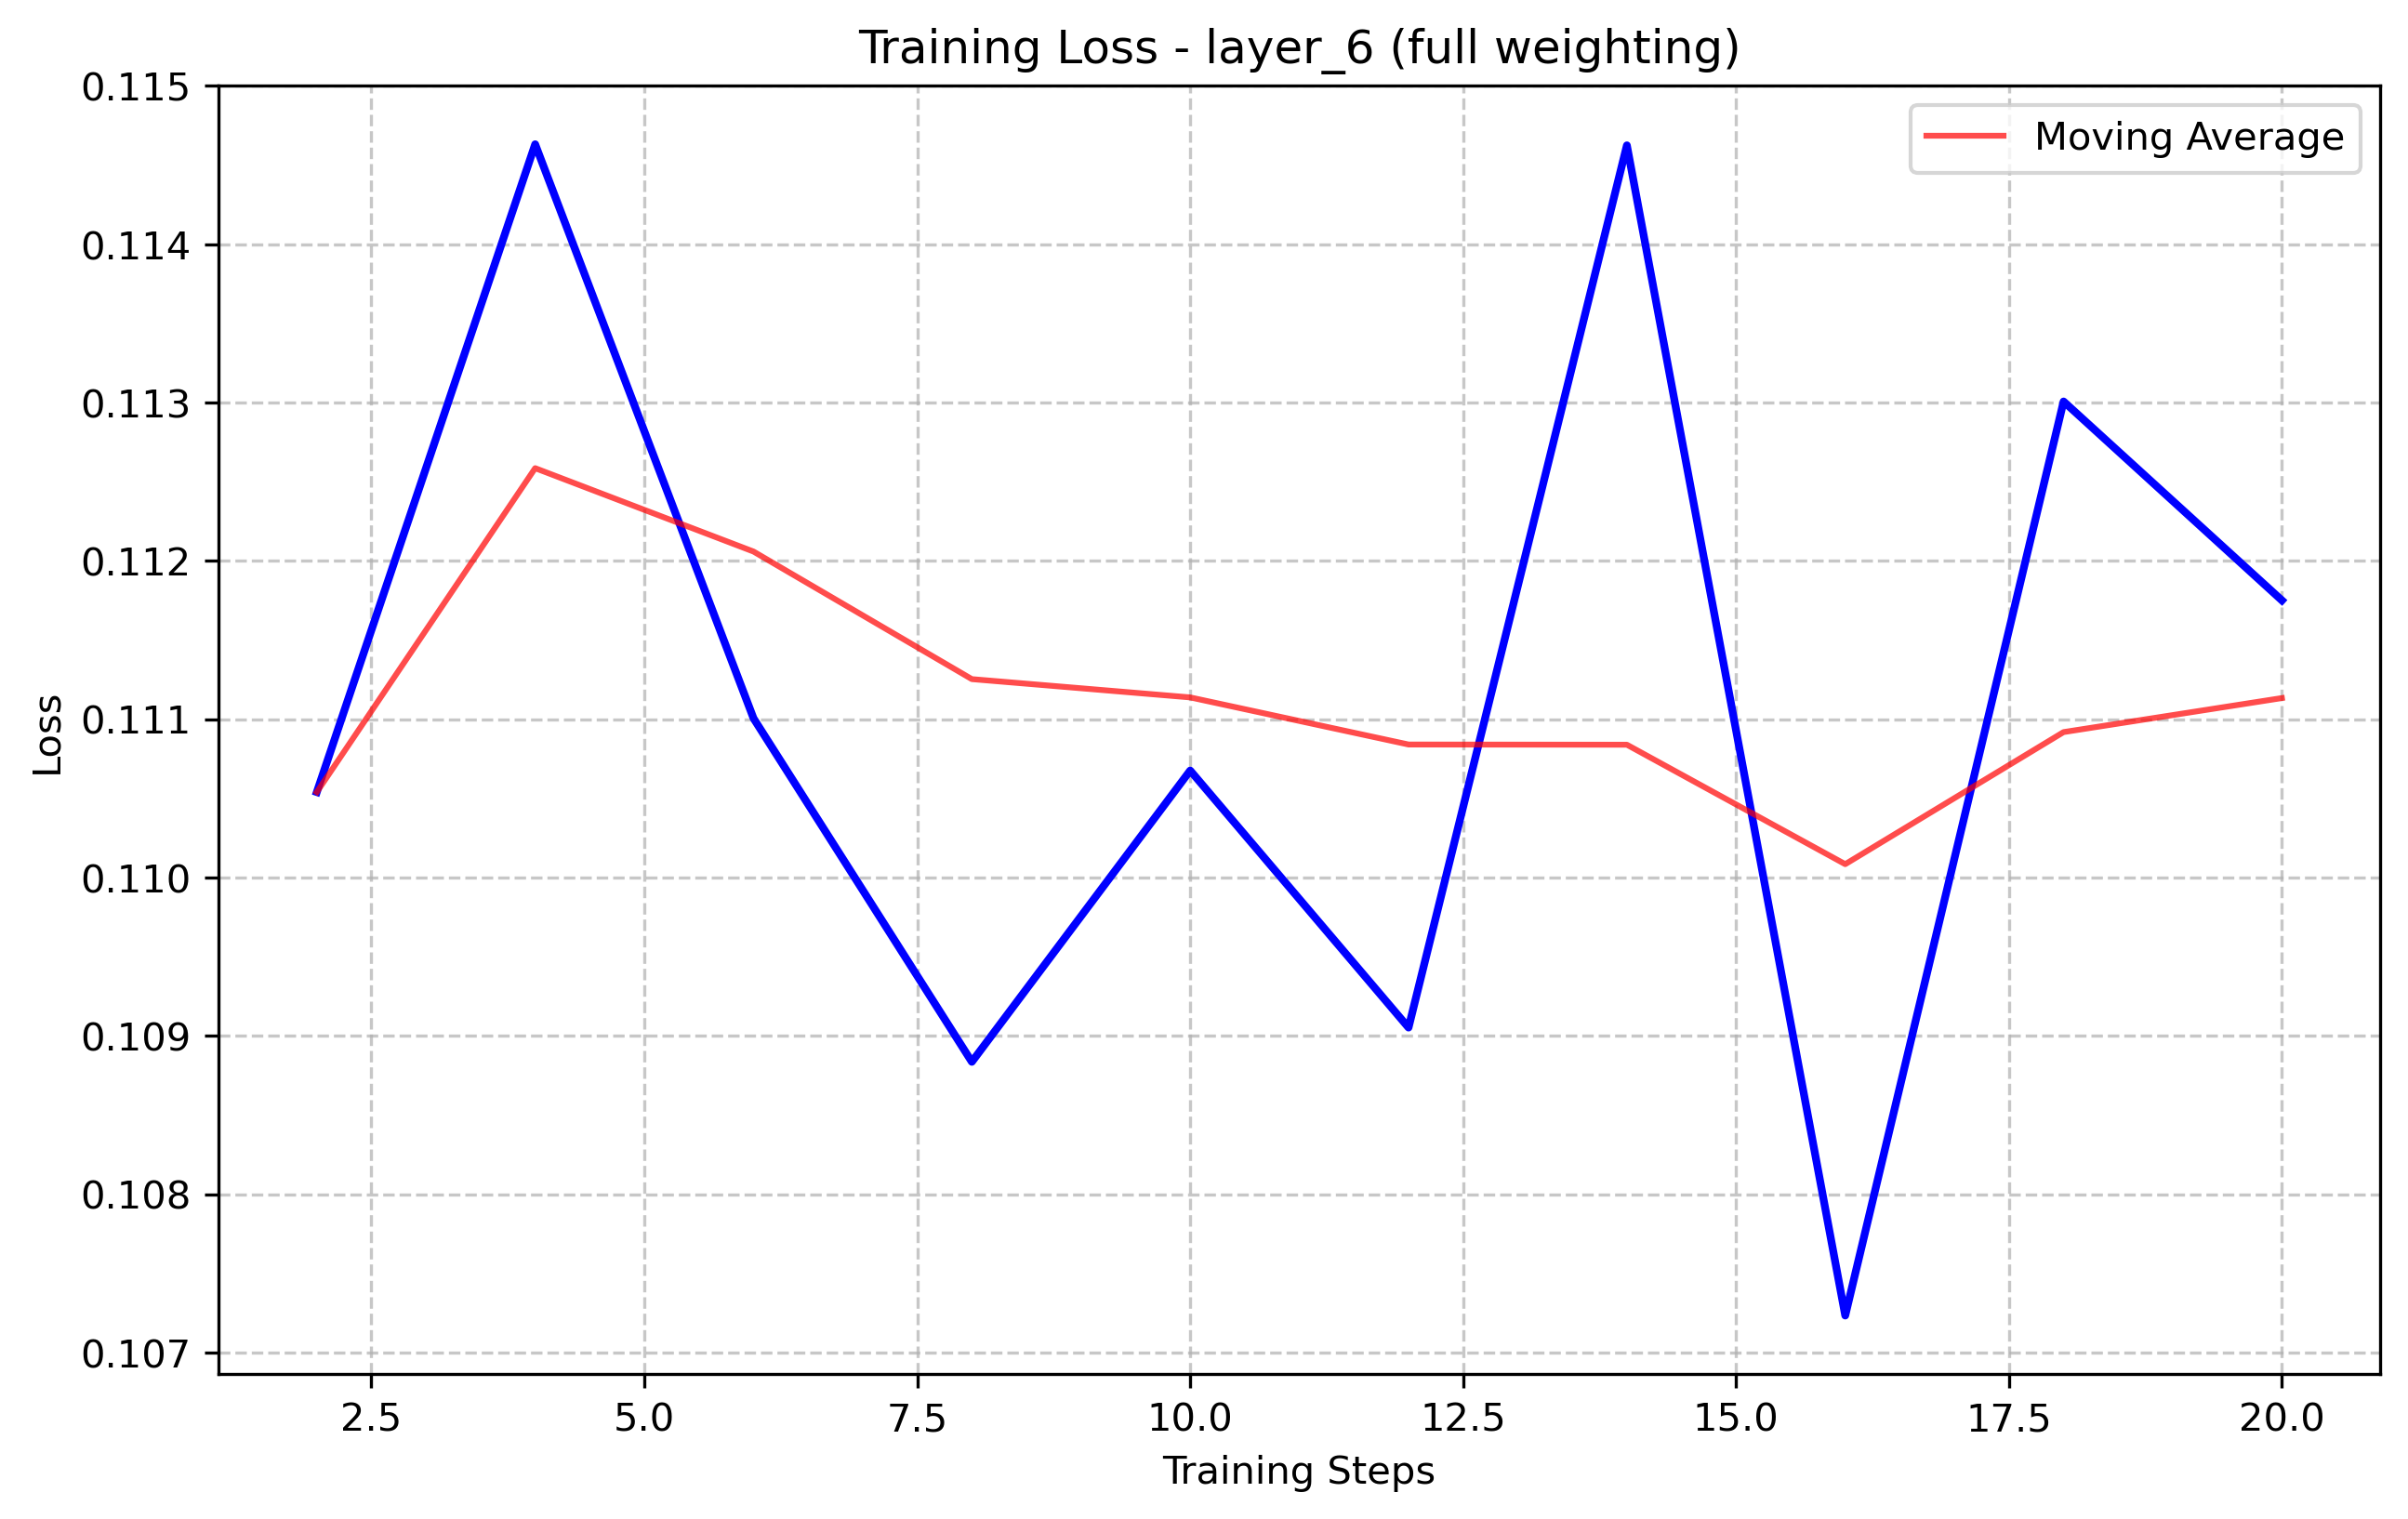 Training Loss - layer_6 (full weighting)
Moving Average
0.115
0.114
0.113
0.112
0.111
0.110
0.109
0.108
0.107
Loss
2.5 5.0 7.5 10.0 12.5 15.0 17.5 20.0
Training Steps